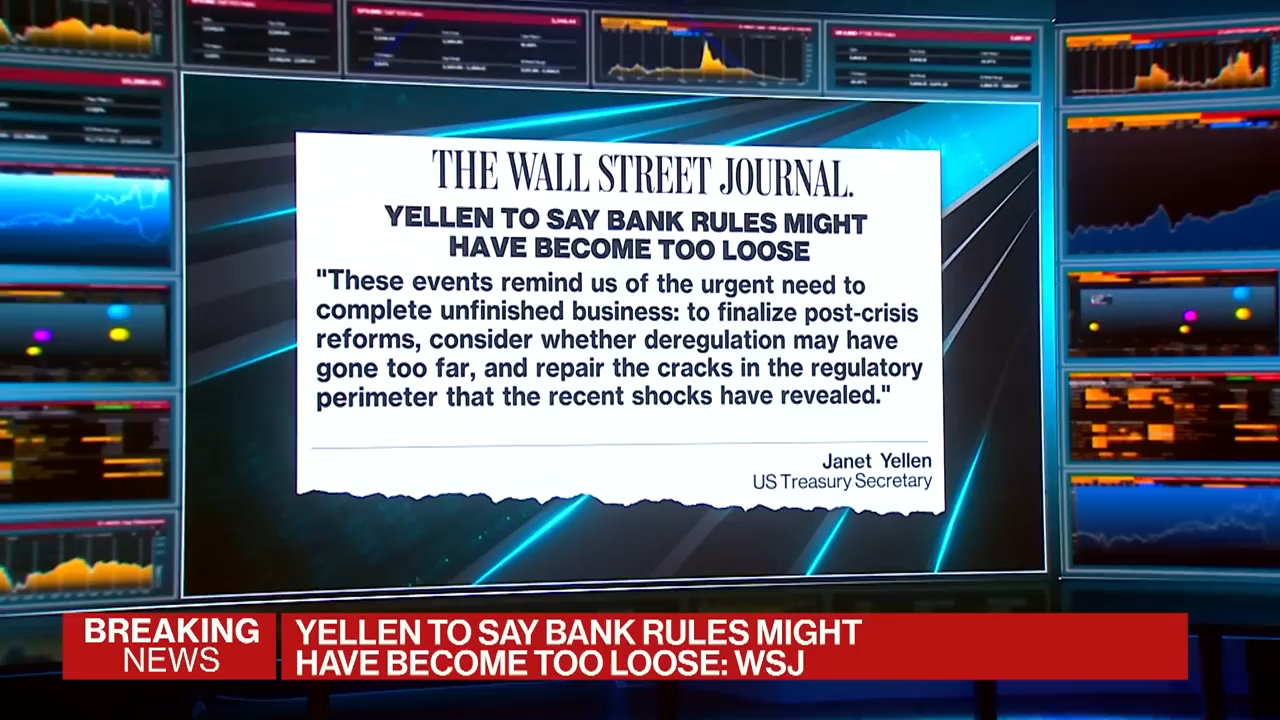 THE WALL STREET JOURNAL.
YELLEN TO SAY BANK RULES MIGHT
HAVE BECOME TOO LOOSE
"These events remind us of the urgent need to
complete unfinished business: to finalize post-crisis
reforms, consider whether deregulation may have
gone too far, and repair the cracks in the regulatory
perimeter that the recent shocks have revealed."
Janet Yellen
US Treasury Secretary
BREAKING
NEWS
YELLEN TO SAY BANK RULES MIGHT
HAVE BECOME TOO LOOSE: WSJ